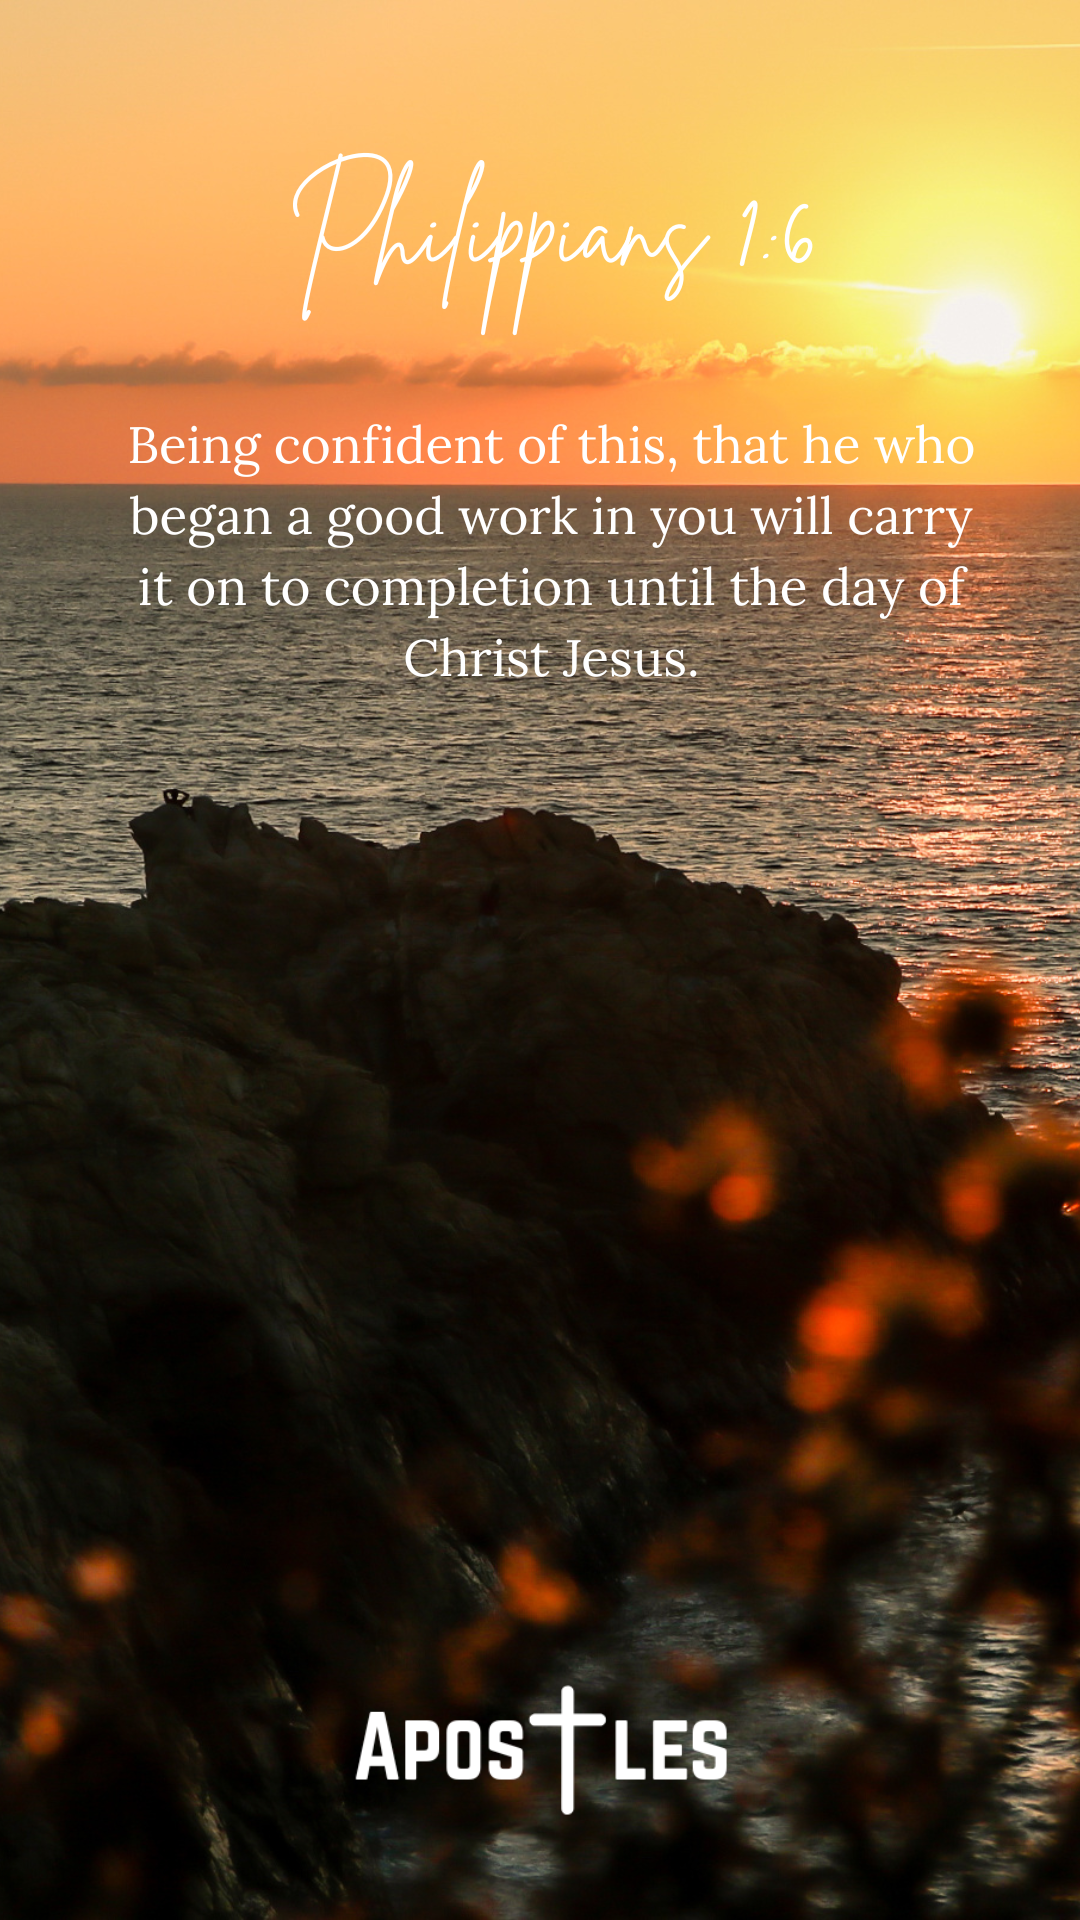 Philippians 1:6
Being confident of this, that he who
began a good work in you will carry
it on to completion until the day of
Christ Jesus.
APOSTLES